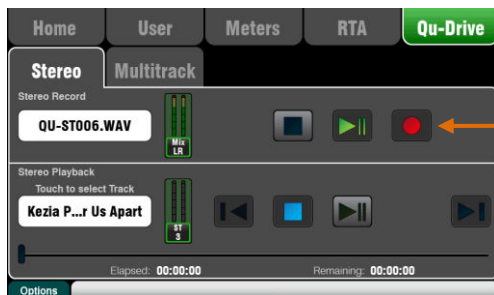 Home User Meters RTA Qu-Drive
Stereo Multitrack
Stereo Record
QU-ST006.WAV
Mix
LR
Stereo Playback
Touch to select Track
Kezia P...r Us Apart
ST
3
Elapsed: 00:00:00 Remaining: 00:00:00
Options